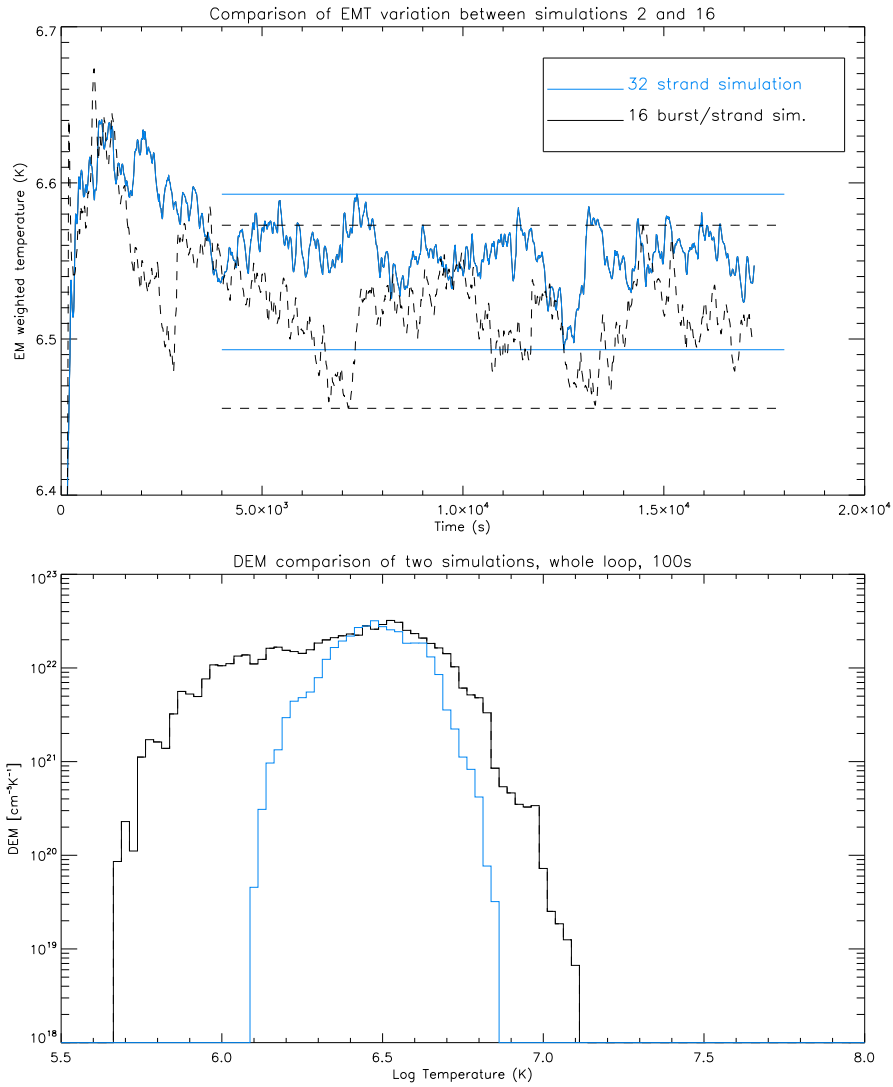 Comparison of EMT variation between simulations 2 and 16
6.7
6.6
6.5
6.4
EM weighted temperature (K)
32 strand simulation
16 burst/strand sim.
0
5.0×10³
1.0×10⁴
1.5×10⁴
2.0×10⁴
Time (s)
DEM comparison of two simulations, whole loop, 100s
10²³
10²²
10²¹
10²⁰
10¹⁹
10¹⁸
DEM [cm⁻⁵K⁻¹]
5.5
6.0
6.5
7.0
7.5
8.0
Log Temperature (K)